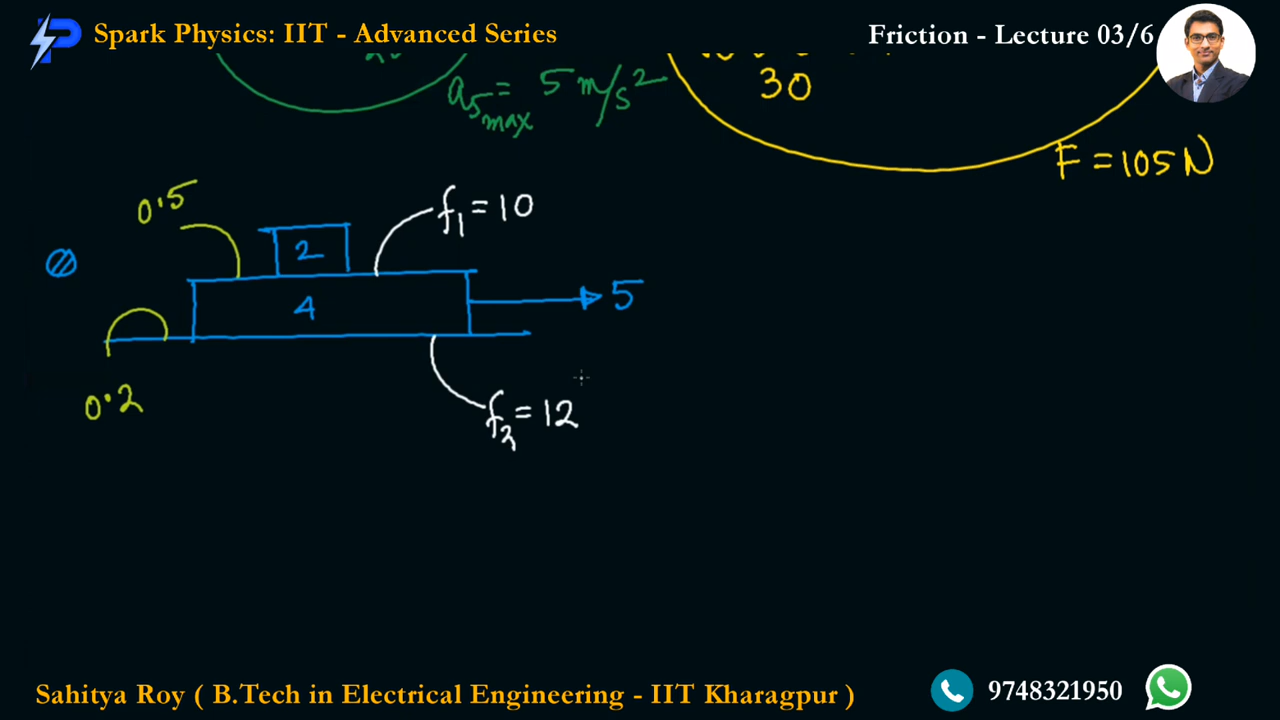 Spark Physics: IIT - Advanced Series
Friction - Lecture 03/6
a5max = 5 m/s²
30
F = 105 N
0.5
f1 = 10
2
4
5
0.2
f2 = 12
Sahitya Roy ( B.Tech in Electrical Engineering - IIT Kharagpur )
9748321950